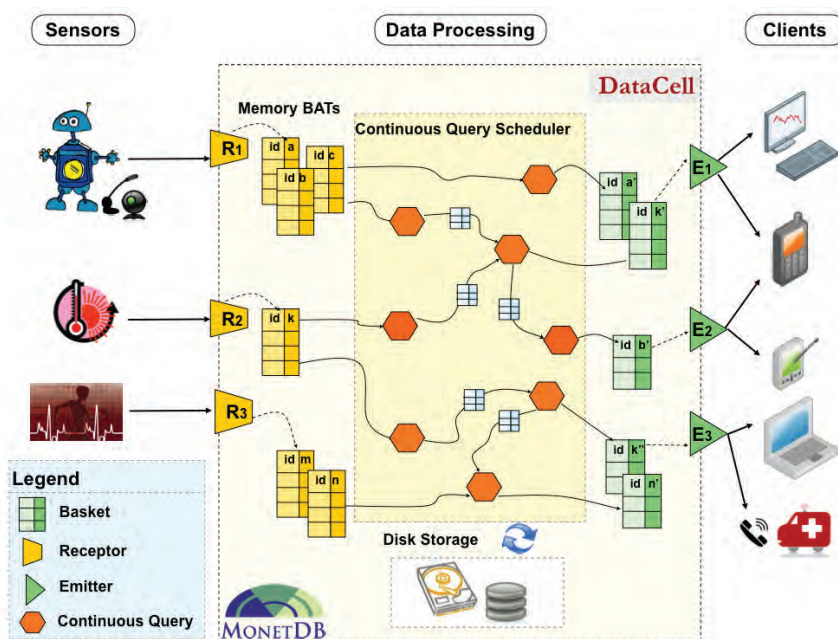 Sensors
Data Processing
Clients
DataCell
Memory BATs
Continuous Query Scheduler
R1
id a
id c
id b
id a'
id k'
E1
R2
id k
id b'
E2
R3
id m
id n
id k''
id n'
E3
Legend
Basket
Receptor
Emitter
Continuous Query
Disk Storage
MONETDB